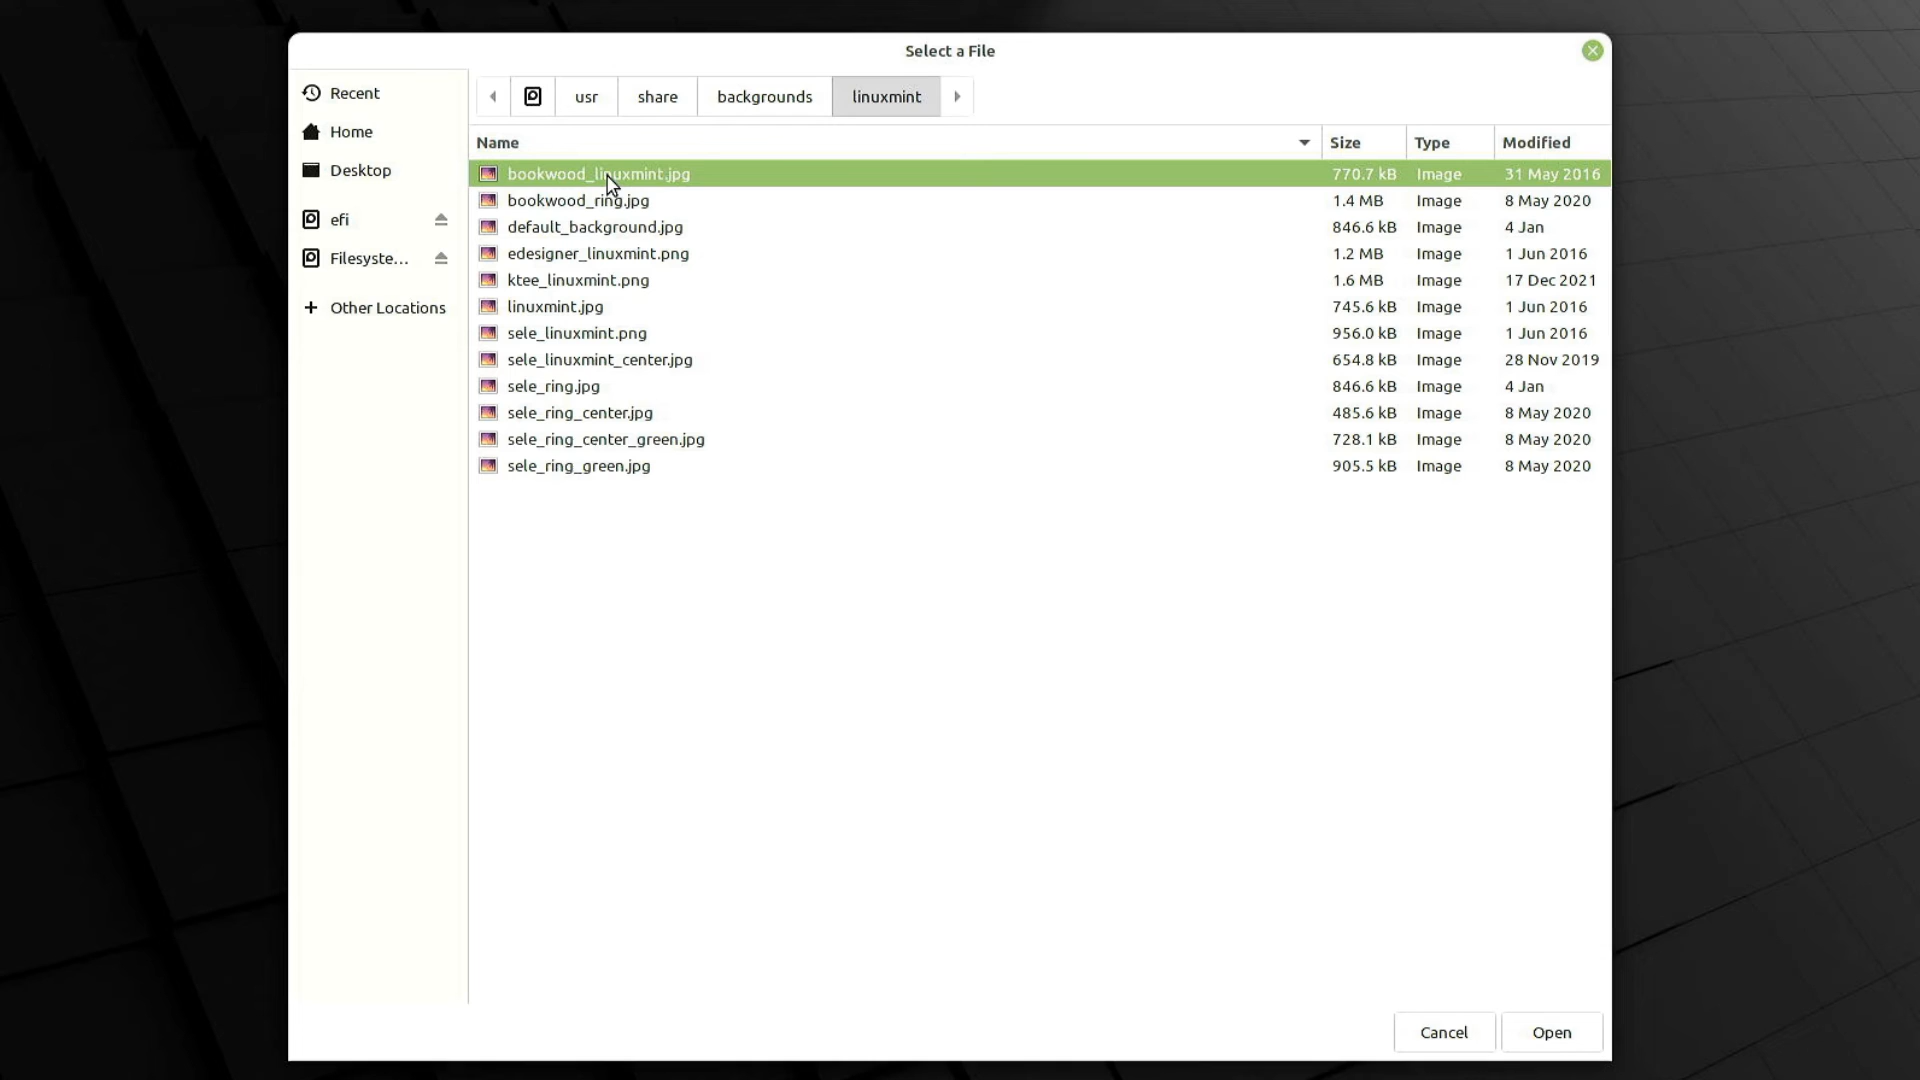 Select a File
Recent
Home
Desktop
efi
Filesyste...
Other Locations
usr share backgrounds linuxmint
Name Size Type Modified
bookwood_linuxmint.jpg 770.7 kB Image 31 May 2016
bookwood_ring.jpg 1.4 MB Image 8 May 2020
default_background.jpg 846.6 kB Image 4 Jan
edesigner_linuxmint.png 1.2 MB Image 1 Jun 2016
ktee_linuxmint.png 1.6 MB Image 17 Dec 2021
linuxmint.jpg 745.6 kB Image 1 Jun 2016
sele_linuxmint.png 956.0 kB Image 1 Jun 2016
sele_linuxmint_center.jpg 654.8 kB Image 28 Nov 2019
sele_ring.jpg 846.6 kB Image 4 Jan
sele_ring_center.jpg 485.6 kB Image 8 May 2020
sele_ring_center_green.jpg 728.1 kB Image 8 May 2020
sele_ring_green.jpg 905.5 kB Image 8 May 2020
Cancel Open